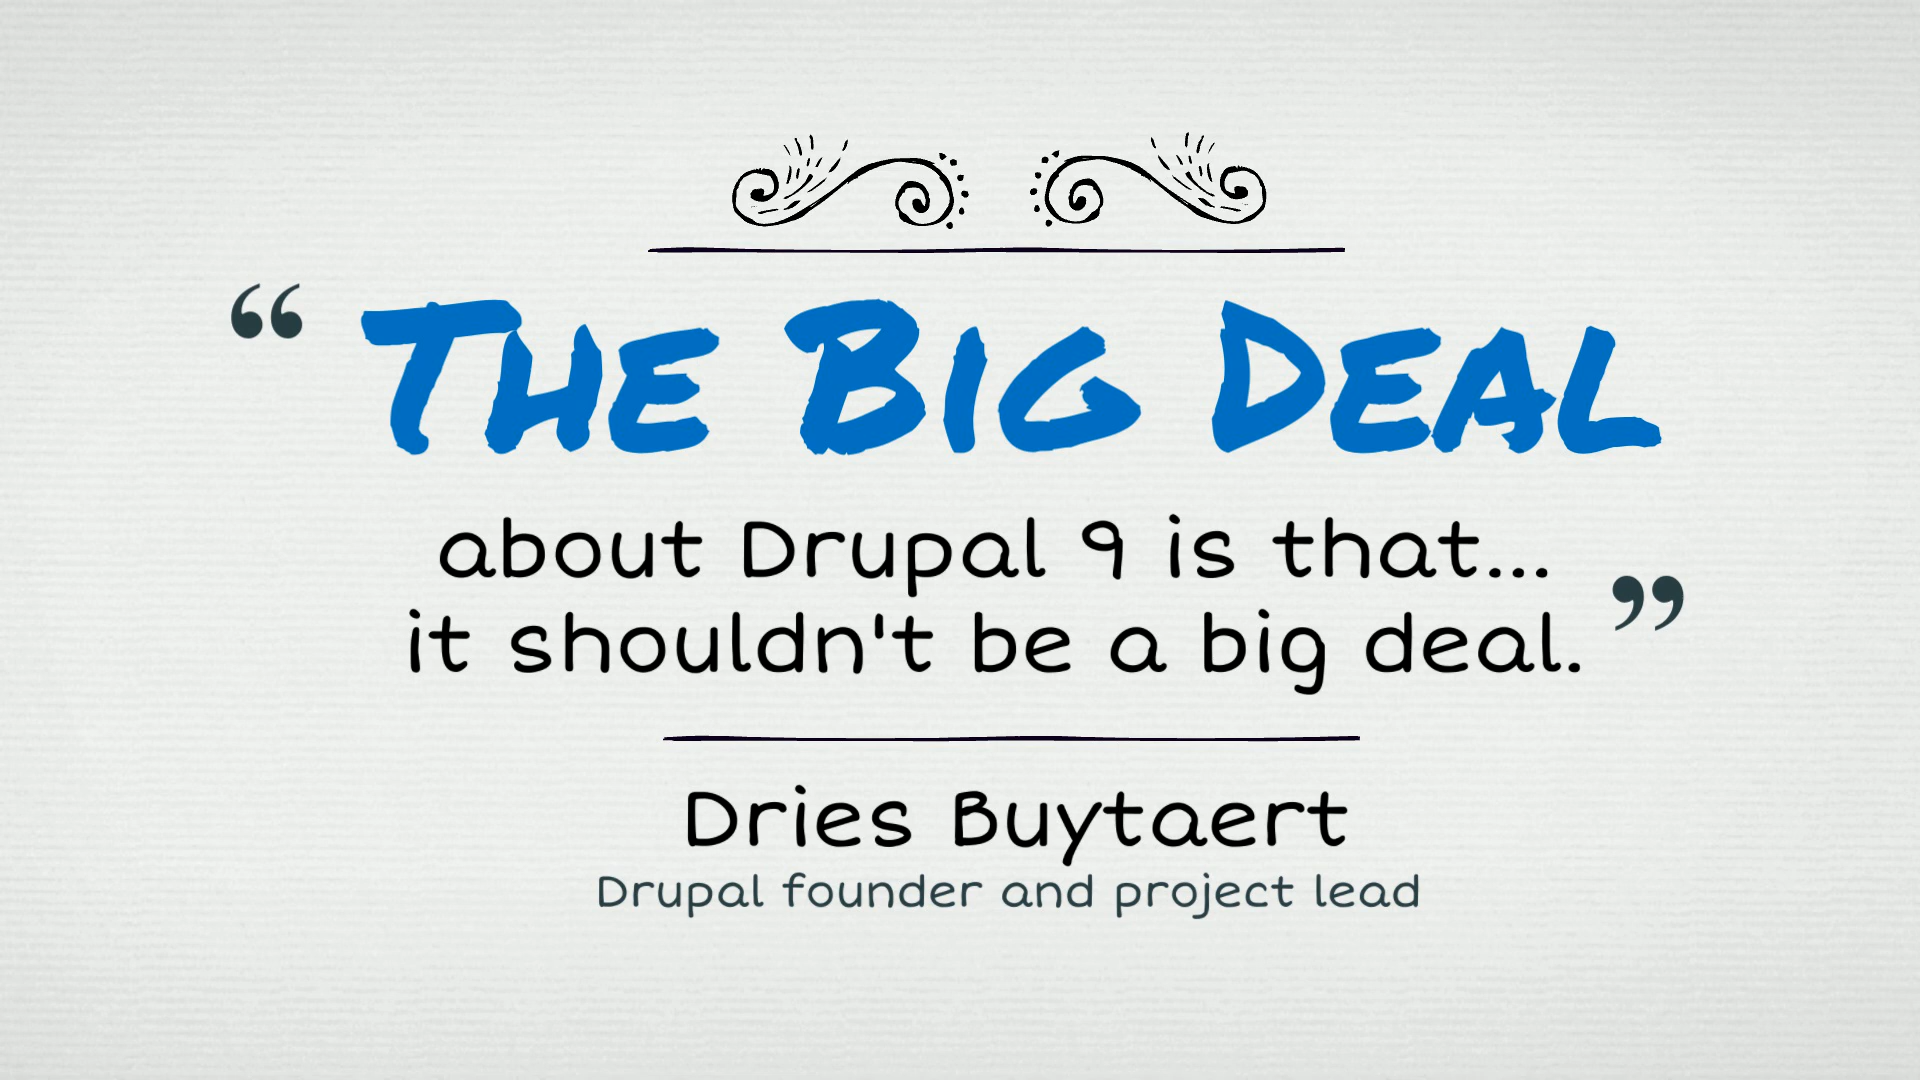 “ The Big Deal
about Drupal 9 is that...
it shouldn't be a big deal. ”
Dries Buytaert
Drupal founder and project lead